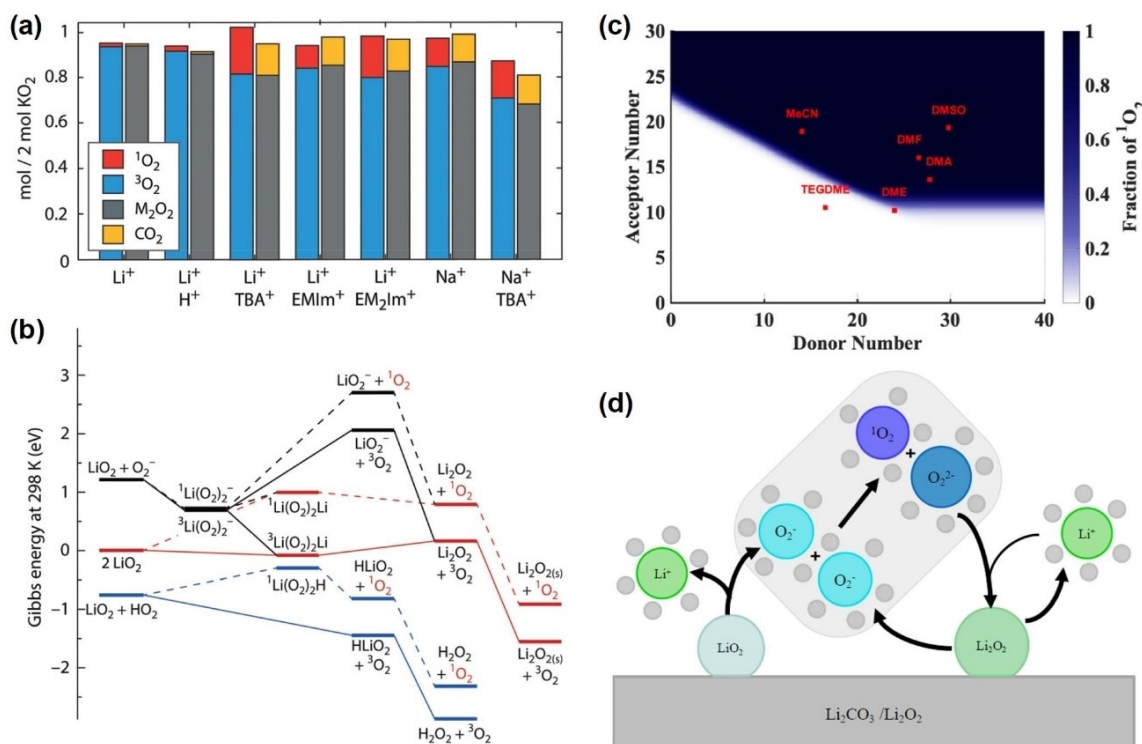 (a)
mol / 2 mol KO₂
1
0.8
0.6
0.4
0.2
0
¹O₂
³O₂
M₂O₂
CO₂
Li⁺
Li⁺
H⁺
Li⁺
TBA⁺
Li⁺
EMIm⁺
Li⁺
EM₂Im⁺
Na⁺
Na⁺
TBA⁺
(b)
Gibbs energy at 298 K (eV)
3
2
1
0
−1
−2
LiO₂ + O₂⁻
¹Li(O₂)₂⁻
³Li(O₂)₂⁻
2 LiO₂
LiO₂ + HO₂
LiO₂⁻ + ¹O₂
LiO₂⁻
+ ³O₂
¹Li(O₂)₂Li
³Li(O₂)₂Li
¹Li(O₂)₂H
HLiO₂
+ ¹O₂
HLiO₂
+ ³O₂
Li₂O₂
+ ¹O₂
Li₂O₂
+ ³O₂
H₂O₂
+ ¹O₂
H₂O₂ + ³O₂
Li₂O₂(s)
+ ¹O₂
Li₂O₂(s)
+ ³O₂
(c)
Acceptor Number
30
25
20
15
10
5
0
0
10
20
30
40
Donor Number
MeCN
DMSO
DMF
DMA
TEGDME
DME
1
0.8
0.6
0.4
0.2
0
Fraction of ¹O₂
(d)
¹O₂
+
O₂²⁻
O₂⁻
+
O₂⁻
Li⁺
Li⁺
LiO₂
Li₂O₂
Li₂CO₃ /Li₂O₂